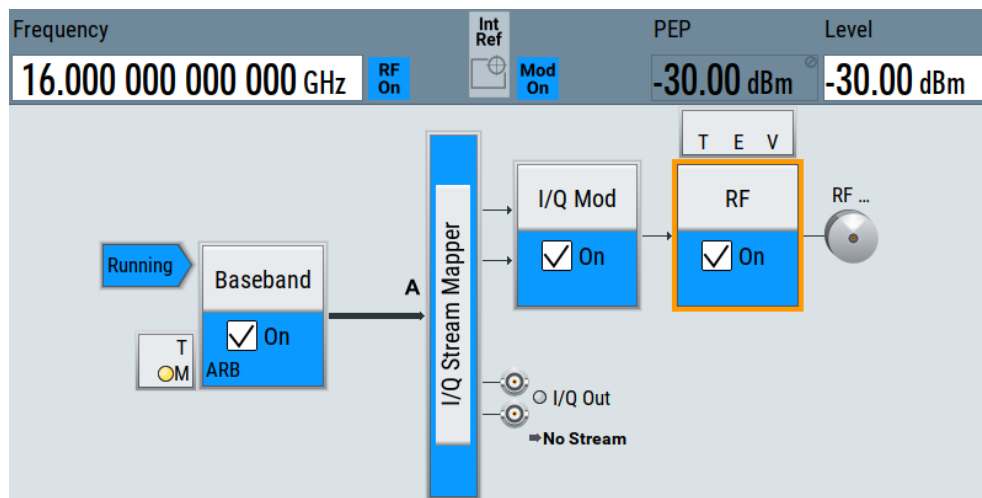 Frequency
Int
Ref
PEP
Level
16.000 000 000 000 GHz
RF
On
Mod
On
-30.00 dBm
-30.00 dBm
T E V
I/Q Mod
RF
RF ...
On
On
Running
Baseband
A
I/Q Stream Mapper
On
T
M
ARB
I/Q Out
No Stream